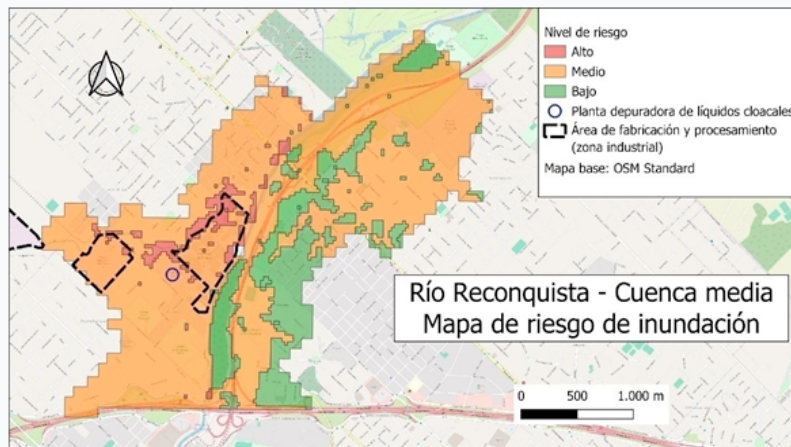 Nivel de riesgo
Alto
Medio
Bajo
Planta depuradora de líquidos cloacales
Área de fabricación y procesamiento
(zona industrial)
Mapa base: OSM Standard
Río Reconquista - Cuenca media
Mapa de riesgo de inundación
0 500 1.000 m